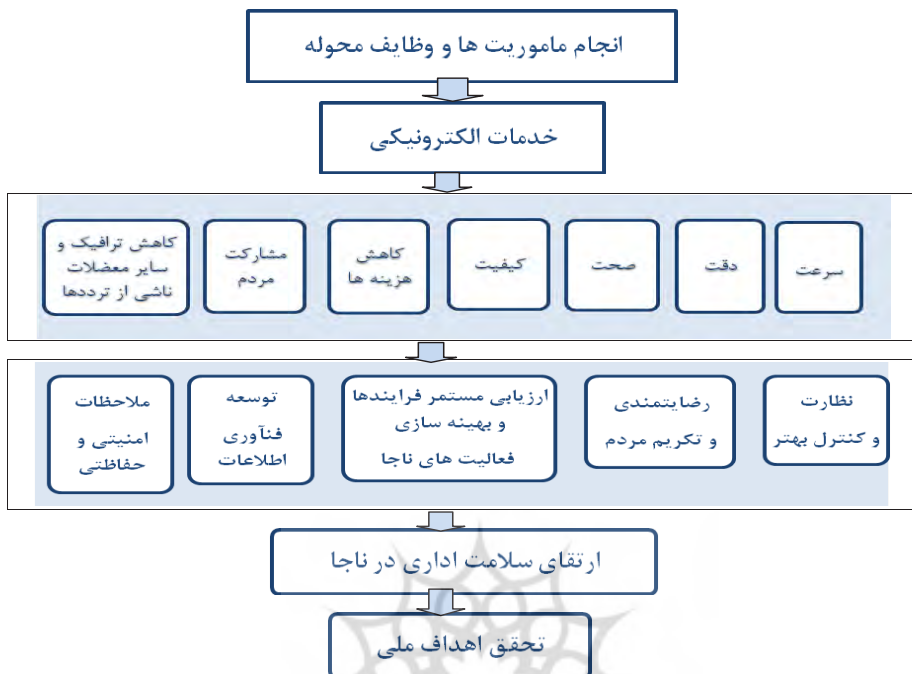 انجام ماموریت ها و وظایف محوله
خدمات الکترونیکی
سرعت
دقت
صحت
کیفیت
کاهش
هزینه ها
مشارکت
مردم
کاهش ترافیک و
سایر معضلات
ناشی از ترددها
نظارت
و کنترل بهتر
رضایتمندی
و تکریم مردم
ارزیابی مستمر فرایندها
و بهینه سازی
فعالیت های ناجا
توسعه
فنآوری
اطلاعات
ملاحظات
امنیتی و
حفاظتی
ارتقای سلامت اداری در ناجا
تحقق اهداف ملی